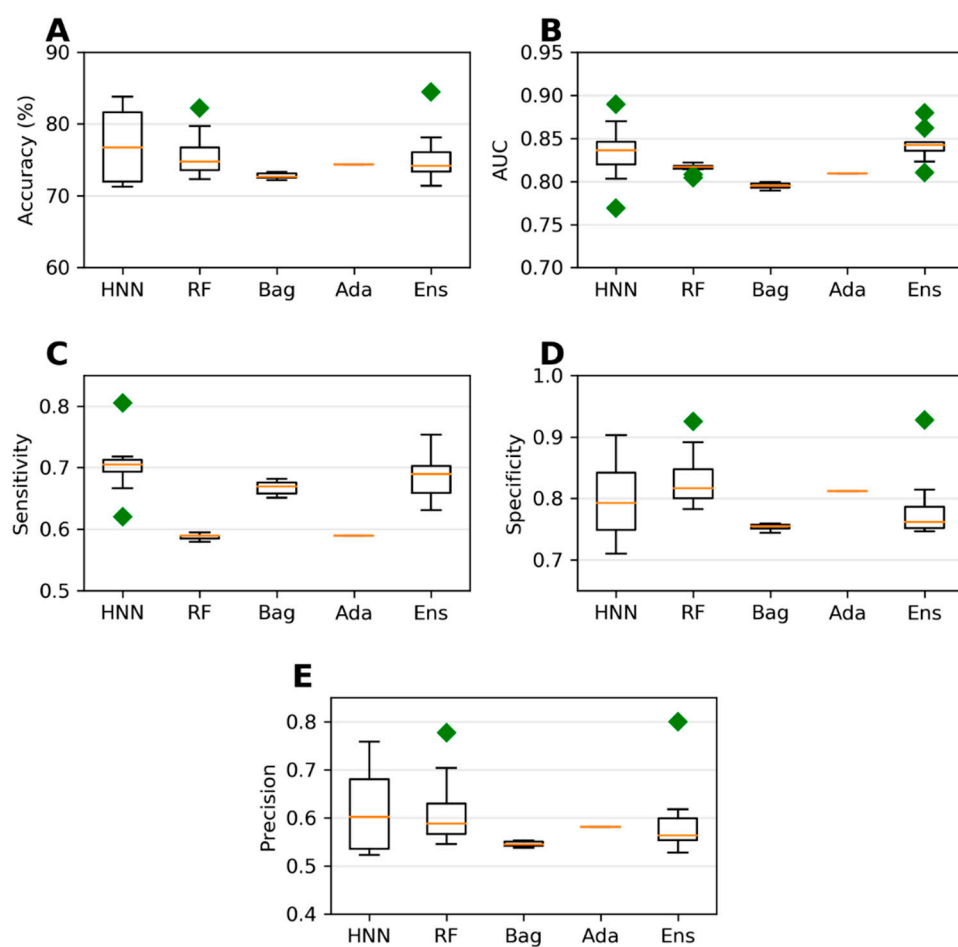 A
Accuracy (%)
90
80
70
60
HNN RF Bag Ada Ens
B
AUC
0.95
0.90
0.85
0.80
0.75
0.70
HNN RF Bag Ada Ens
C
Sensitivity
0.8
0.7
0.6
0.5
HNN RF Bag Ada Ens
D
Specificity
1.0
0.9
0.8
0.7
HNN RF Bag Ada Ens
E
Precision
0.8
0.7
0.6
0.5
0.4
HNN RF Bag Ada Ens